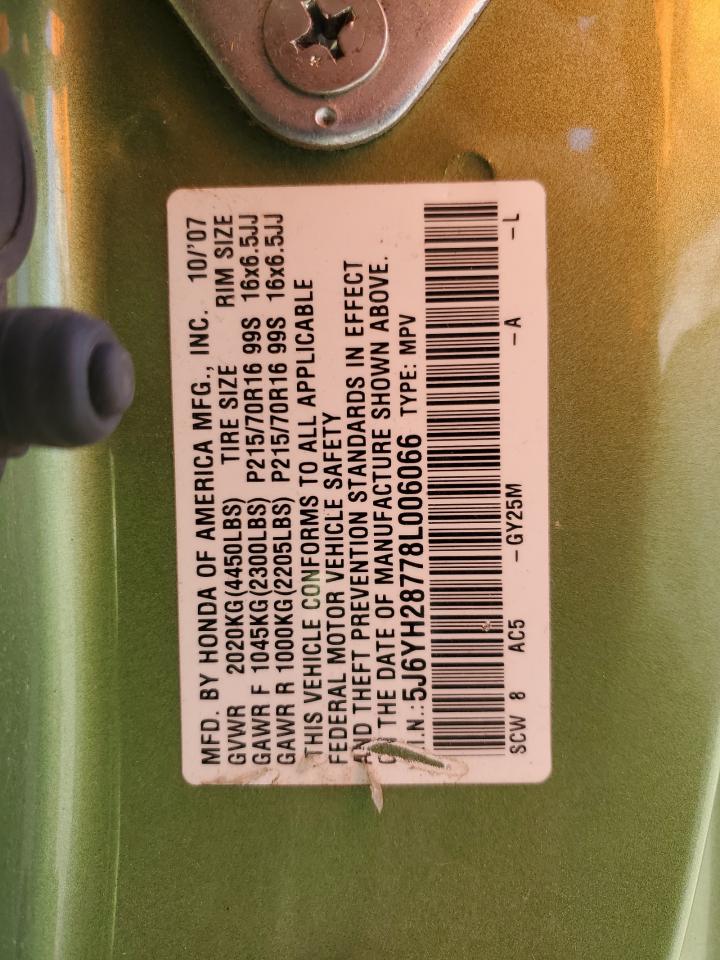 MFD. BY HONDA OF AMERICA MFG., INC. 10/'07
GVWR 2020KG(4450LBS) TIRE SIZE RIM SIZE
GAWR F 1045KG(2300LBS) P215/70R16 99S 16x6.5JJ
GAWR R 1000KG(2205LBS) P215/70R16 99S 16x6.5JJ
THIS VEHICLE CONFORMS TO ALL APPLICABLE
FEDERAL MOTOR VEHICLE SAFETY
AND THEFT PREVENTION STANDARDS IN EFFECT
THE DATE OF MANUFACTURE SHOWN ABOVE.
.I.N.: 5J6YH28778L006066 TYPE: MPV
SCW 8 AC5 -GY25M -A -L